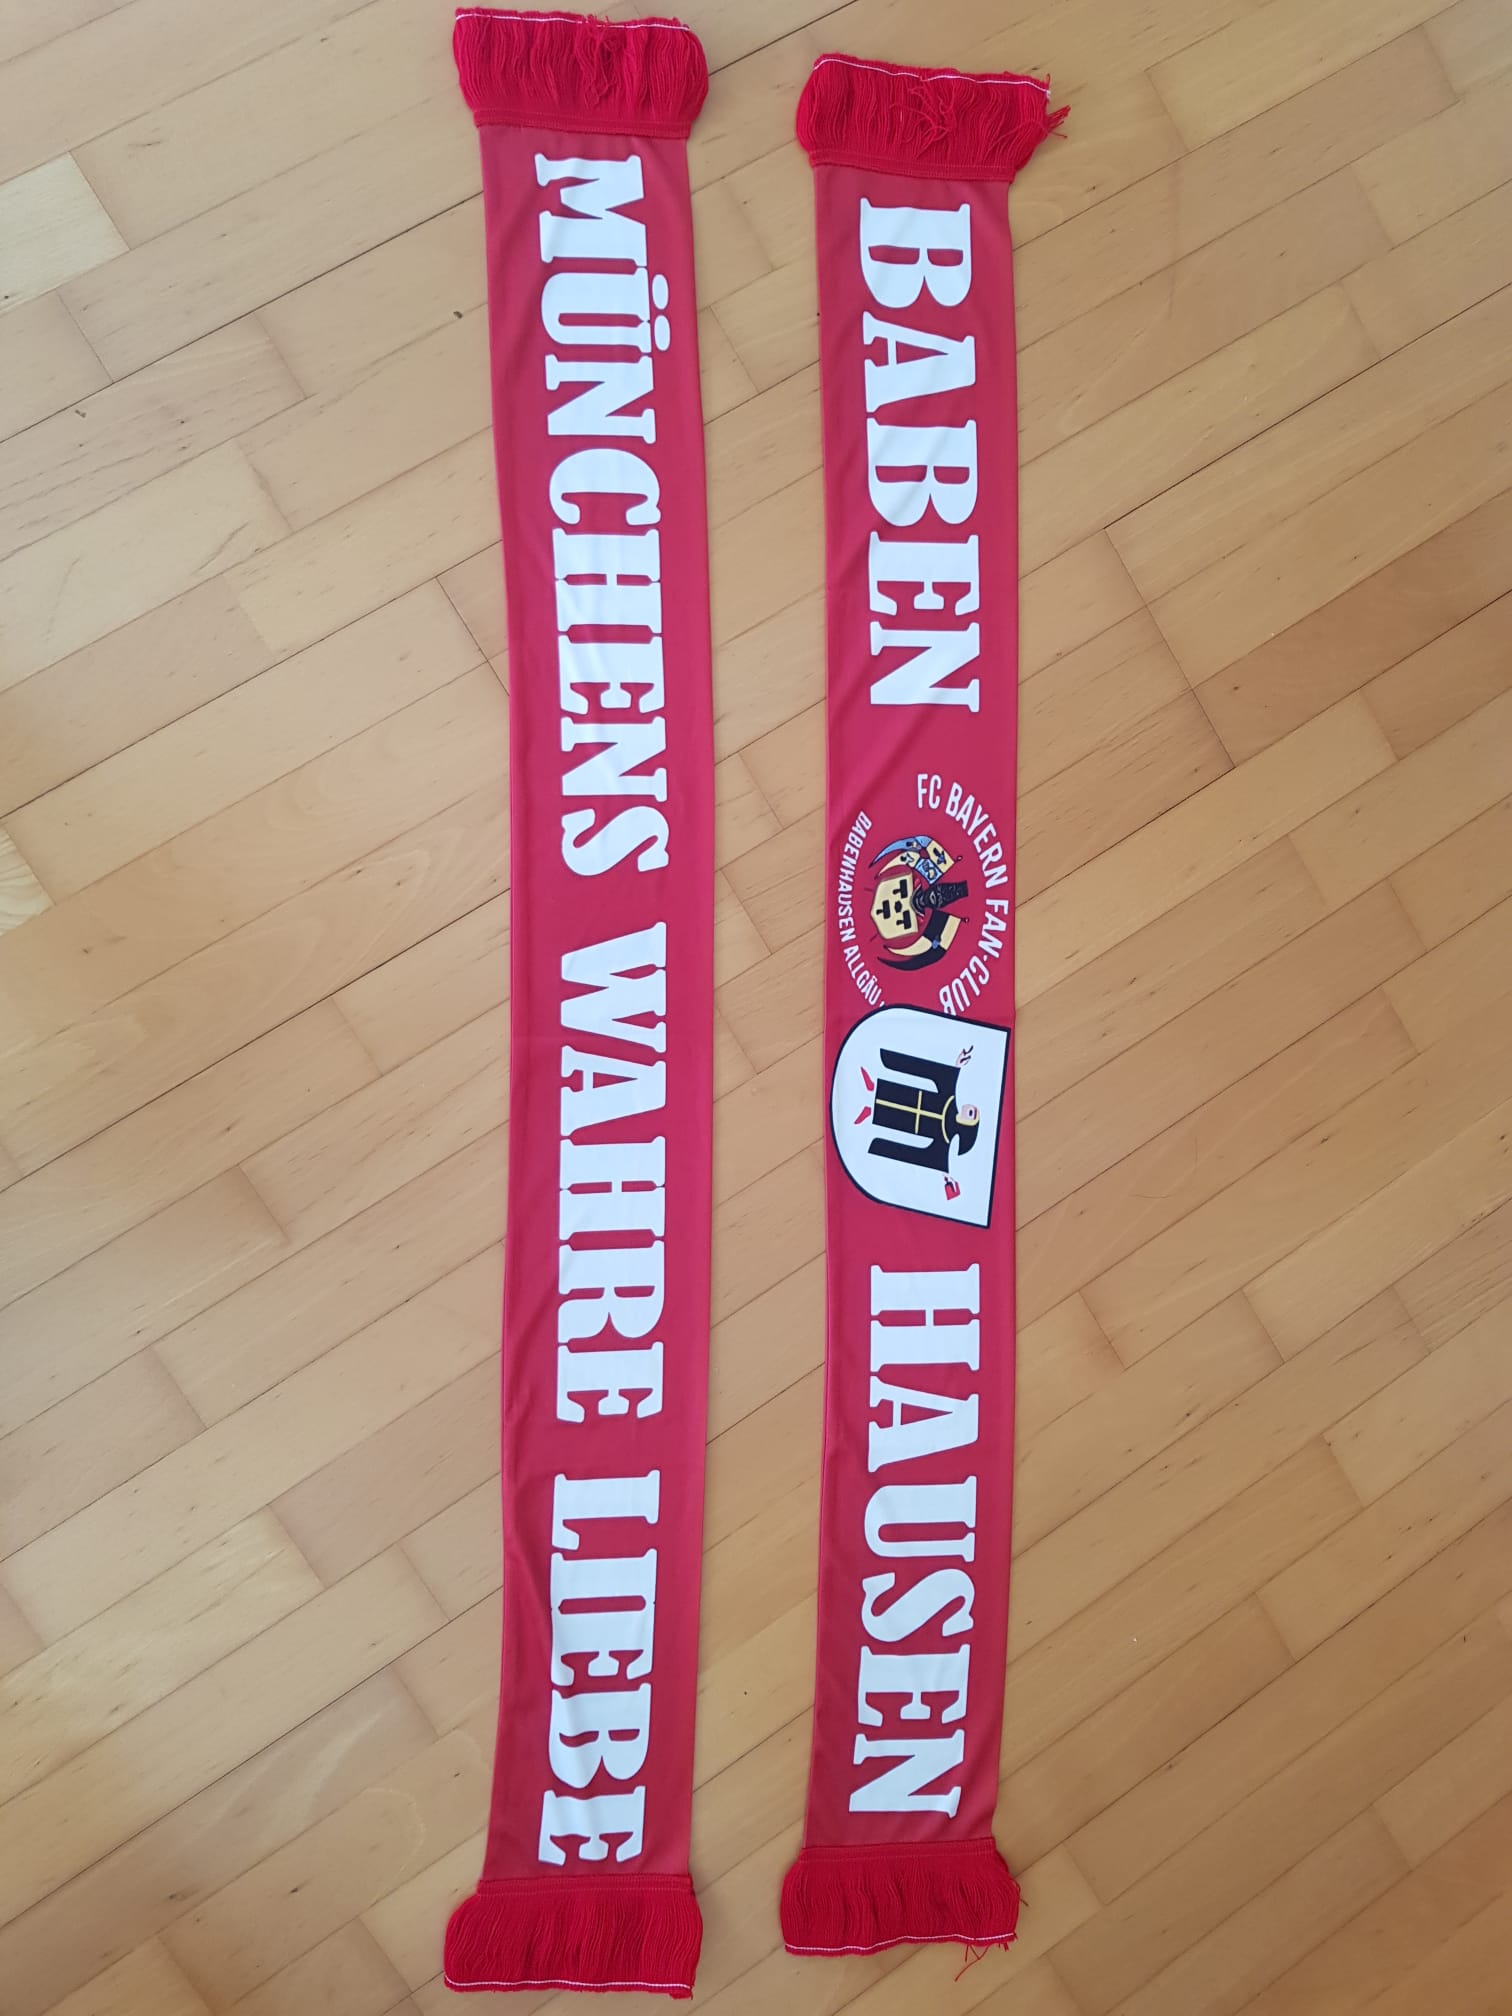 MÜNCHENS WAHRE LIEBE
BABEN
FC BAYERN FAN-CLUB
BABENHAUSEN ALLGÄU
HAUSEN